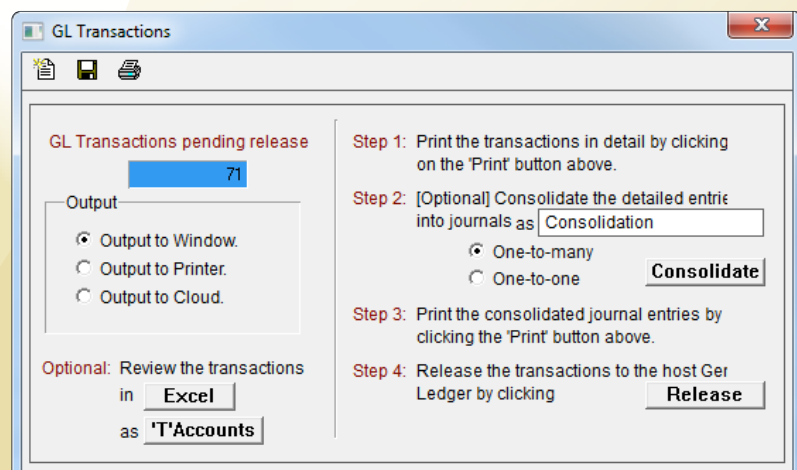 GL Transactions
GL Transactions pending release
71
Output
Output to Window.
Output to Printer.
Output to Cloud.
Optional: Review the transactions
in Excel
as 'T'Accounts
Step 1: Print the transactions in detail by clicking
on the 'Print' button above.
Step 2: [Optional] Consolidate the detailed entrie
into journals as Consolidation
One-to-many
One-to-one
Consolidate
Step 3: Print the consolidated journal entries by
clicking the 'Print' button above.
Step 4: Release the transactions to the host Ger
Ledger by clicking Release